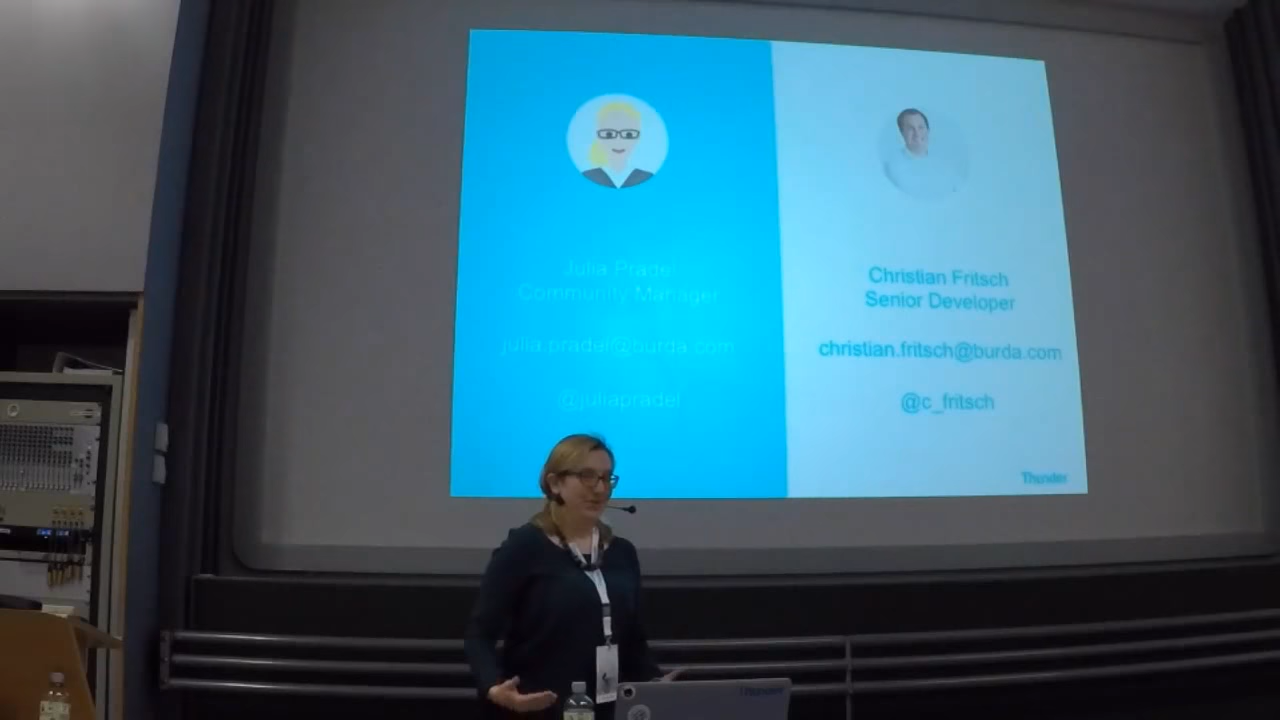 Julia Pradel
Community Manager
julia.pradel@burda.com
@juliapradel
Christian Fritsch
Senior Developer
christian.fritsch@burda.com
@c_fritsch
Thunder
Thunder